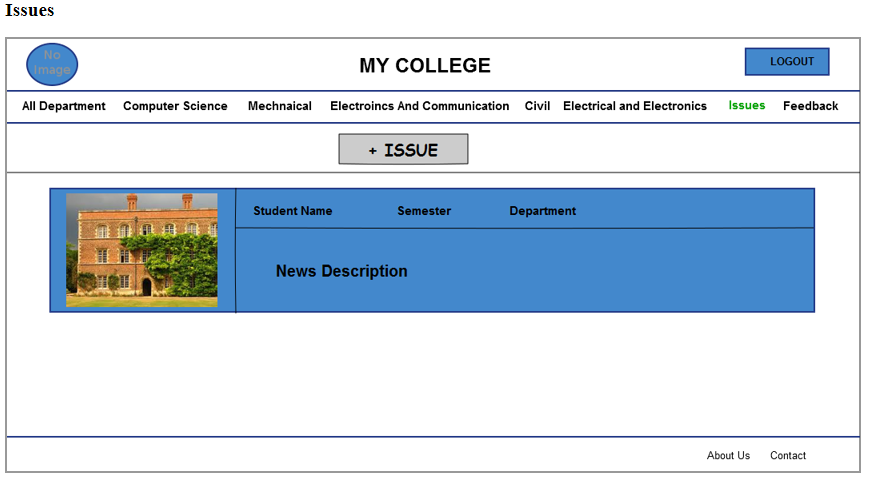 Issues
No
Image
MY COLLEGE
LOGOUT
All Department Computer Science Mechnaical Electroincs And Communication Civil Electrical and Electronics Issues Feedback
+ ISSUE
Student Name Semester Department
News Description
About Us Contact